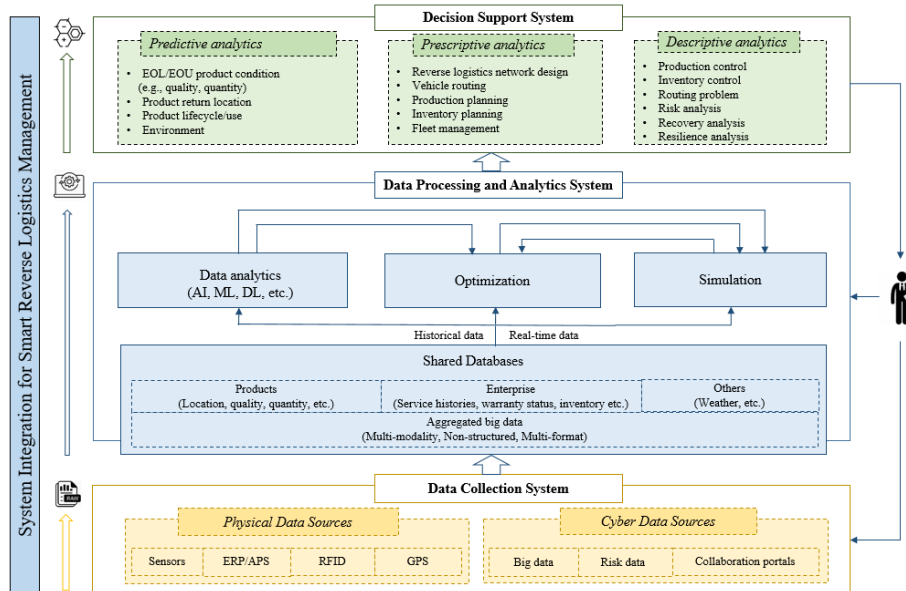 System Integration for Smart Reverse Logistics Management
Decision Support System
Predictive analytics
• EOL/EOU product condition
(e.g., quality, quantity)
• Product return location
• Product lifecycle/use
• Environment
Prescriptive analytics
• Reverse logistics network design
• Vehicle routing
• Production planning
• Inventory planning
• Fleet management
Descriptive analytics
• Production control
• Inventory control
• Routing problem
• Risk analysis
• Recovery analysis
• Resilience analysis
Data Processing and Analytics System
Data analytics
(AI, ML, DL, etc.)
Optimization
Simulation
Historical data
Real-time data
Shared Databases
Products
(Location, quality, quantity, etc.)
Enterprise
(Service histories, warranty status, inventory etc.)
Others
(Weather, etc.)
Aggregated big data
(Multi-modality, Non-structured, Multi-format)
RAW
Data Collection System
Physical Data Sources
Sensors
ERP/APS
RFID
GPS
Cyber Data Sources
Big data
Risk data
Collaboration portals